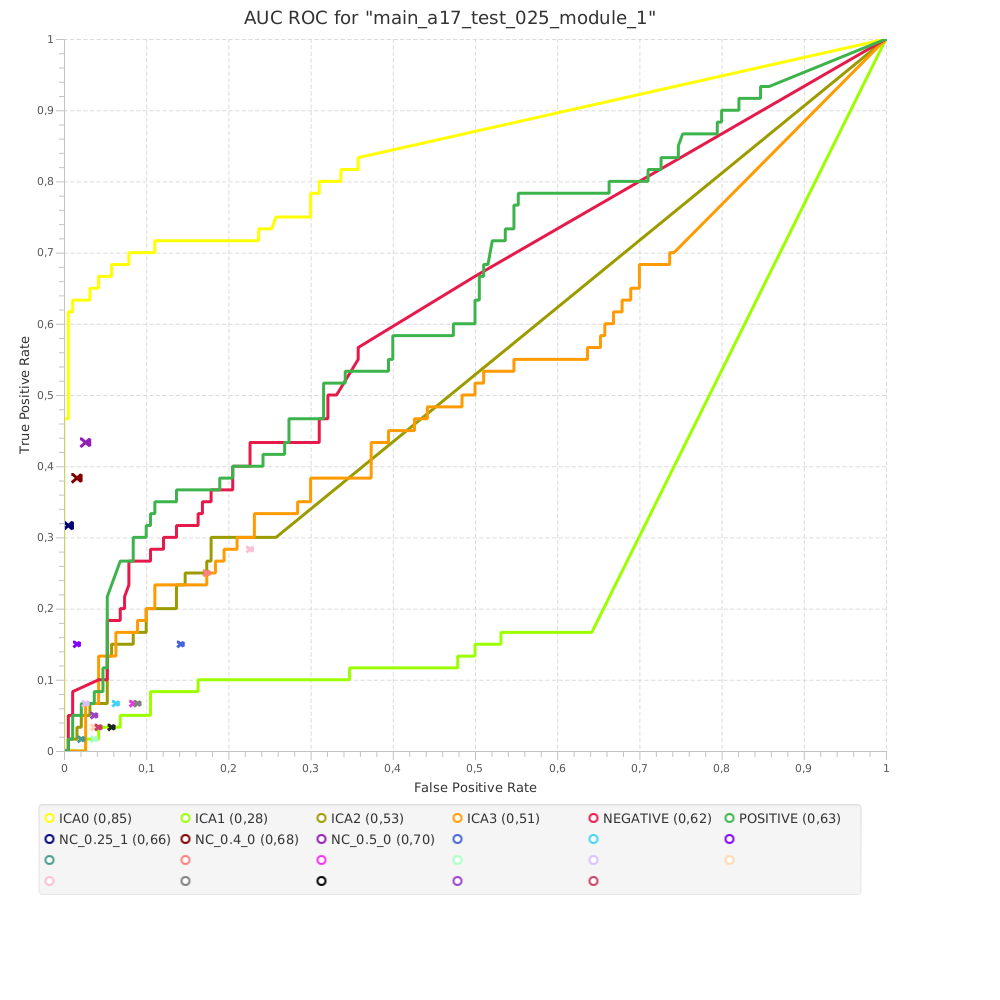 AUC ROC for "main_a17_test_025_module_1"
1
0,9
0,8
0,7
0,6
0,5
0,4
0,3
0,2
0,1
0
True Positive Rate
0 0,1 0,2 0,3 0,4 0,5 0,6 0,7 0,8 0,9 1
False Positive Rate
ICA0 (0,85) ICA1 (0,28) ICA2 (0,53) ICA3 (0,51) NEGATIVE (0,62) POSITIVE (0,63)
NC_0.25_1 (0,66) NC_0.4_0 (0,68) NC_0.5_0 (0,70)